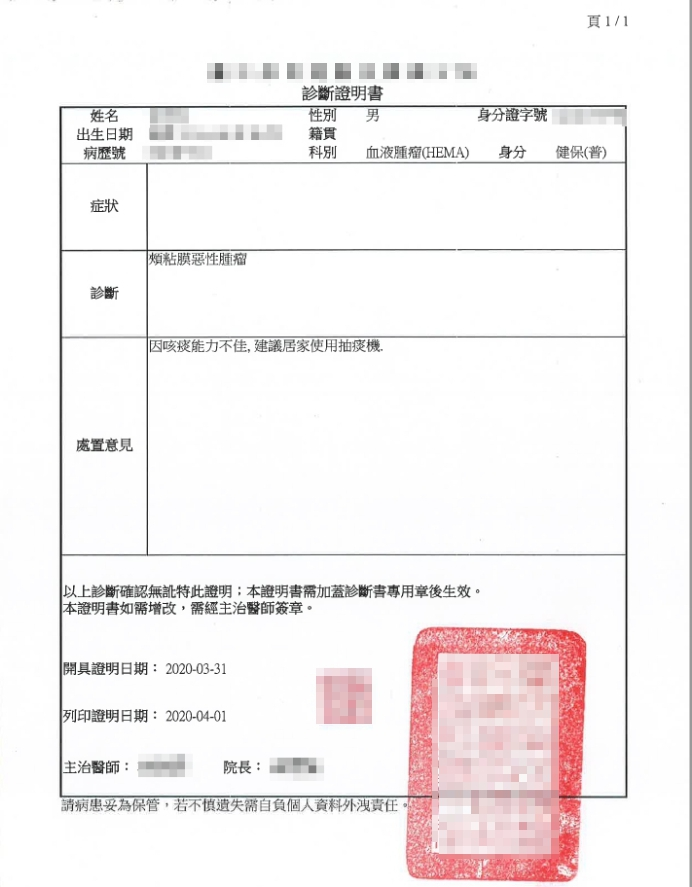 頁 1 / 1
診斷證明書
姓名 性別 男 身分證字號
出生日期 籍貫
病歷號 科別 血液腫瘤(HEMA) 身分 健保(普)
症狀
頰粘膜惡性腫瘤
診斷
因咳痰能力不佳, 建議居家使用抽痰機.
處置意見
以上診斷確認無訛特此證明；本證明書需加蓋診斷書專用章後生效。
本證明書如需增改，需經主治醫師簽章。
開具證明日期： 2020-03-31
列印證明日期： 2020-04-01
主治醫師： 院長：
請病患妥為保管，若不慎遺失需自負個人資料外洩責任。